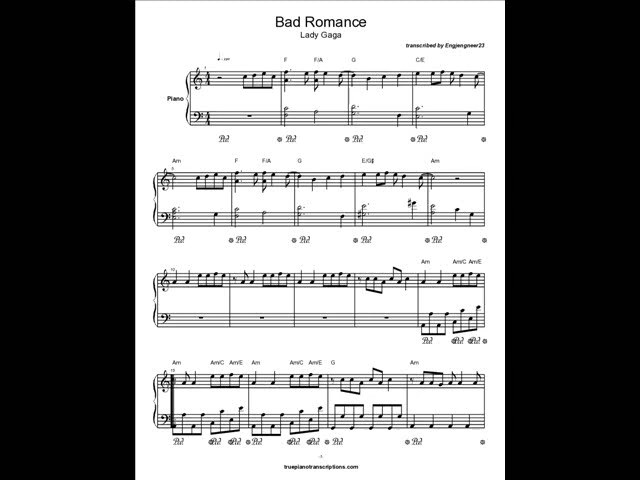 Bad Romance
Lady Gaga
transcribed by Engjengneer23
F F/A G C/E
Piano
Am F F/A G E/G# Am
Am Am/C Am/E
Am Am/C Am/E Am Am/C Am/E G Am
truepianotranscriptions.com